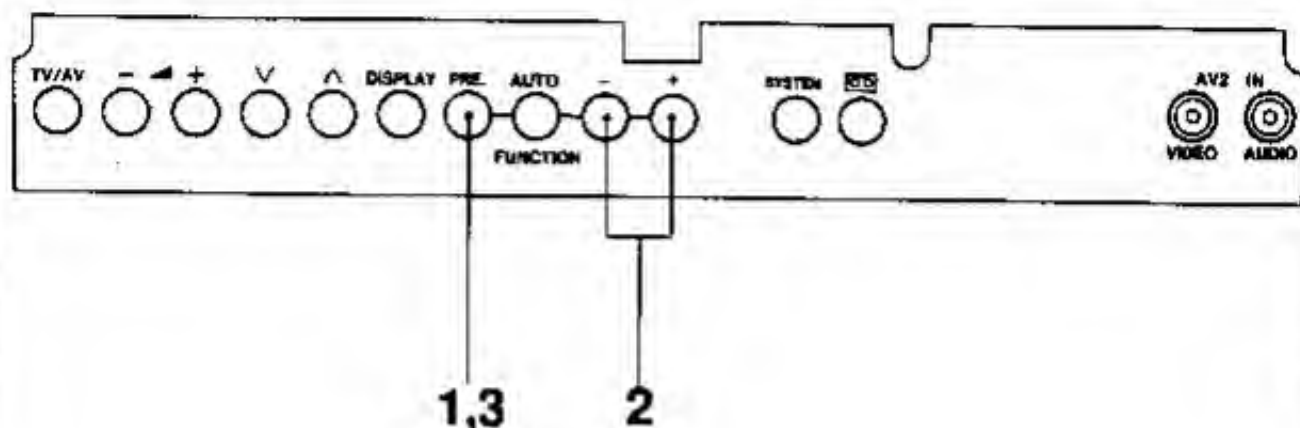 TV/AV − + ∨ ∧ DISPLAY PRE. AUTO − + SYSTEM AV2 IN
FUNCTION VIDEO AUDIO
1,3 2